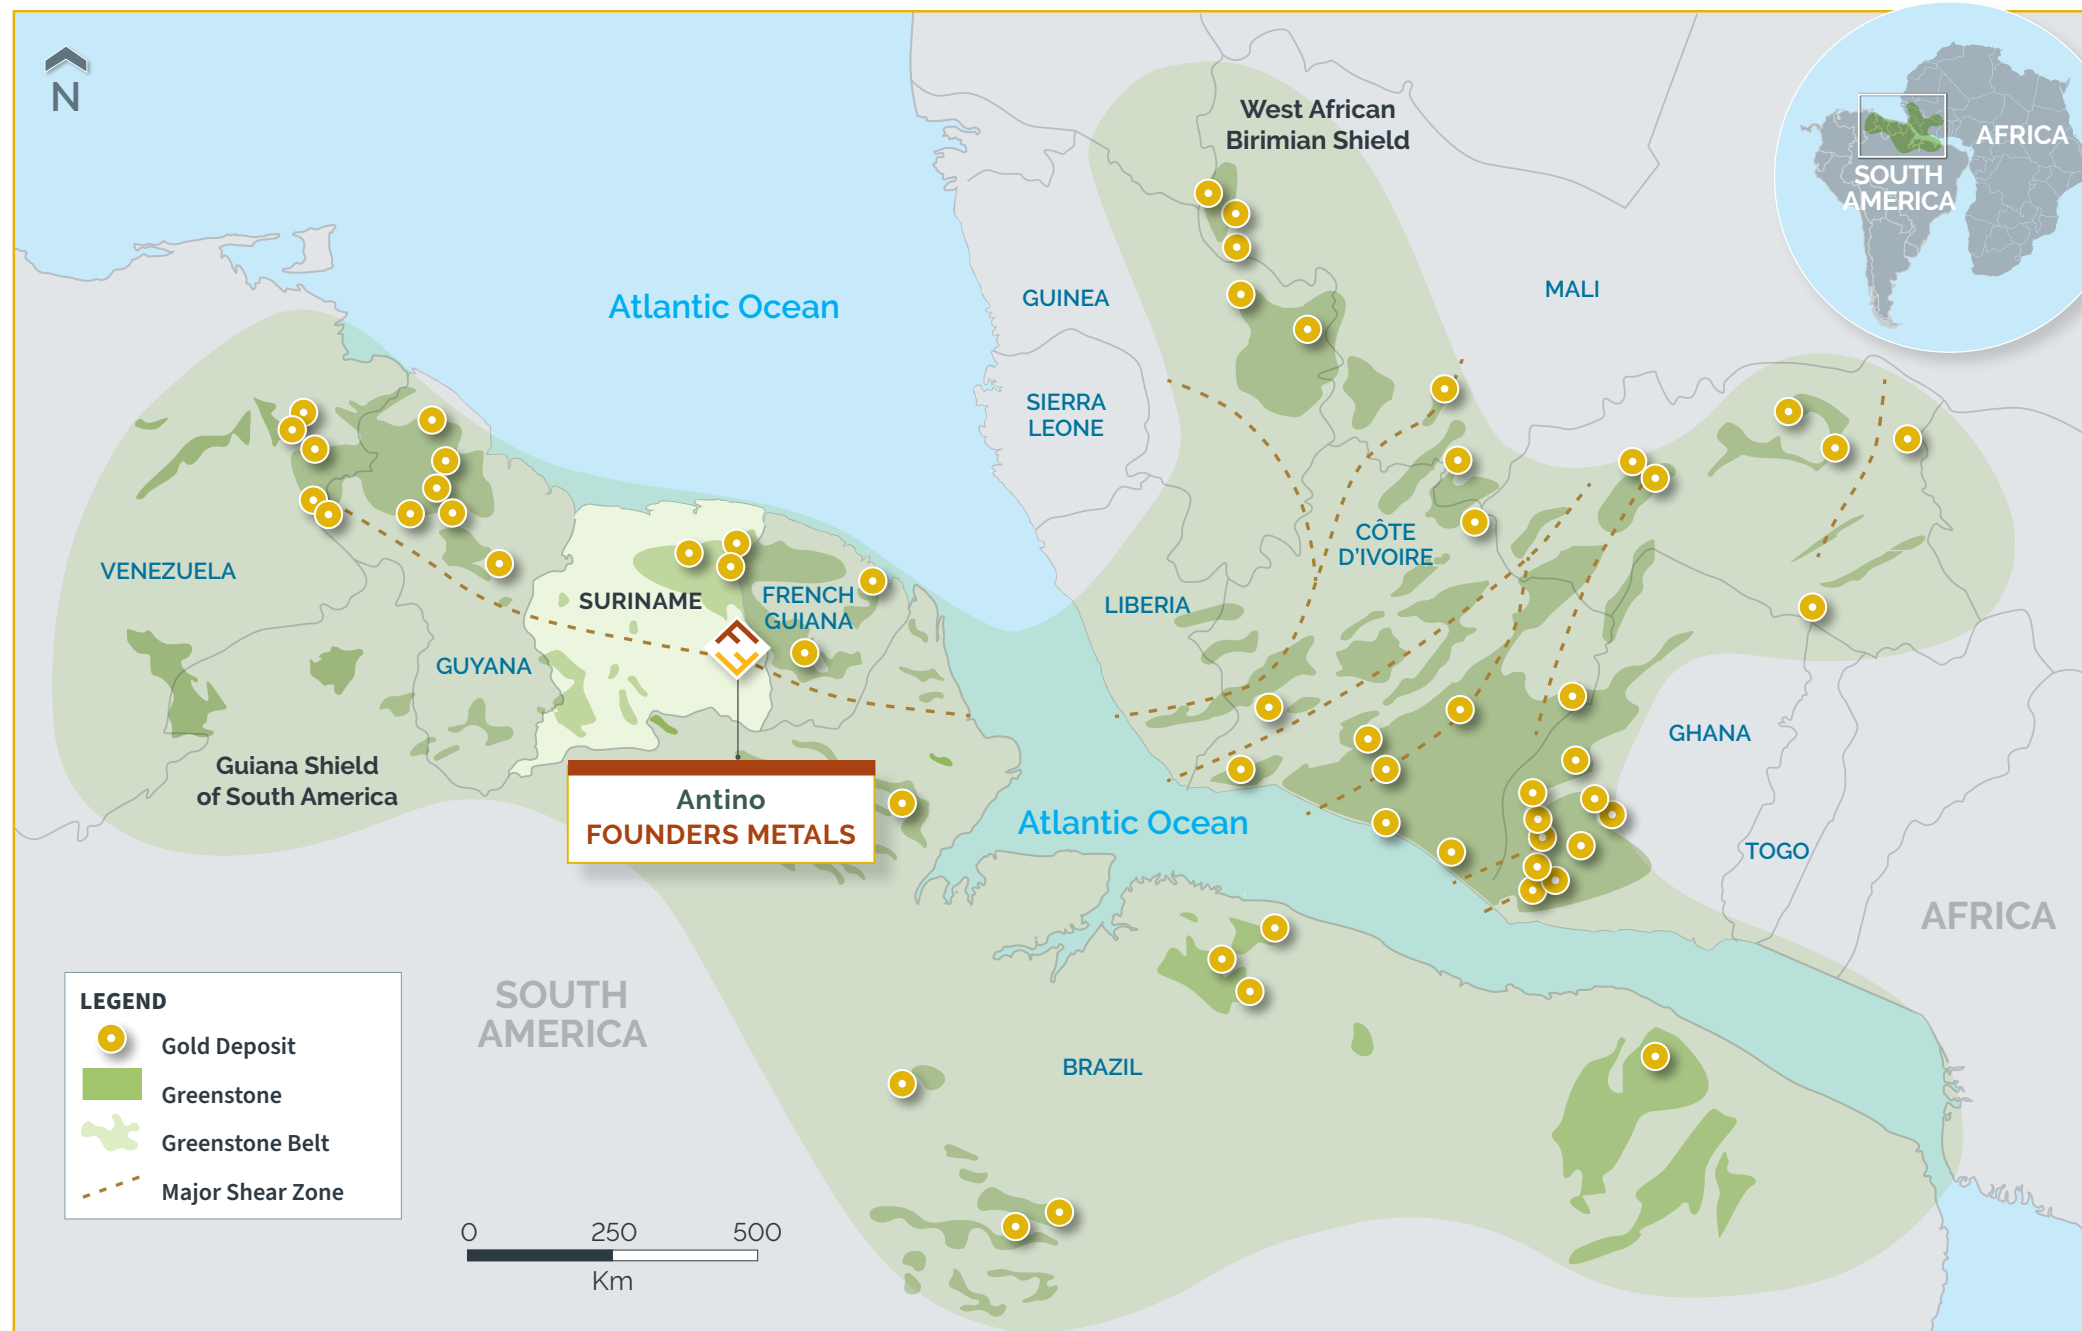 N
West African
Birimian Shield
AFRICA
SOUTH
AMERICA
Atlantic Ocean
GUINEA
MALI
SIERRA
LEONE
CÔTE
D'IVOIRE
VENEZUELA
SURINAME
FRENCH
GUIANA
LIBERIA
GUYANA
GHANA
Guiana Shield
of South America
Antino
FOUNDERS METALS
Atlantic Ocean
TOGO
AFRICA
SOUTH
AMERICA
BRAZIL
LEGEND
Gold Deposit
Greenstone
Greenstone Belt
Major Shear Zone
0 250 500
Km